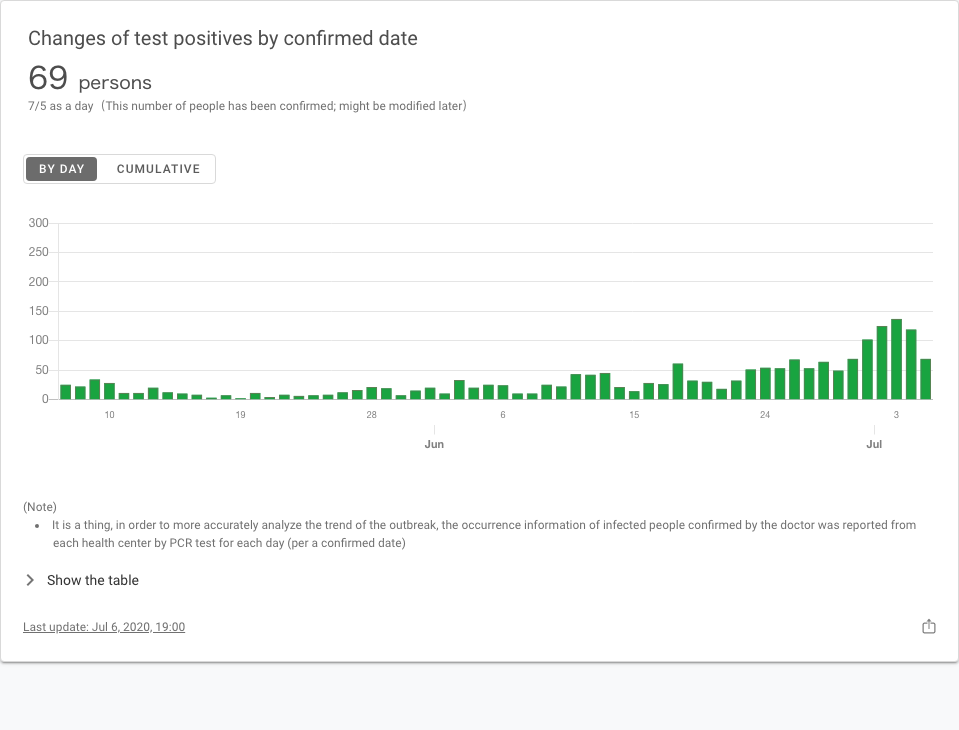 Changes of test positives by confirmed date
69 persons
7/5 as a day（This number of people has been confirmed; might be modified later）
BY DAY CUMULATIVE
300
250
200
150
100
50
0
10 19 28 6 15 24 3
Jun Jul
(Note)
• It is a thing, in order to more accurately analyze the trend of the outbreak, the occurrence information of infected people confirmed by the doctor was reported from
each health center by PCR test for each day (per a confirmed date)
Show the table
Last update: Jul 6, 2020, 19:00